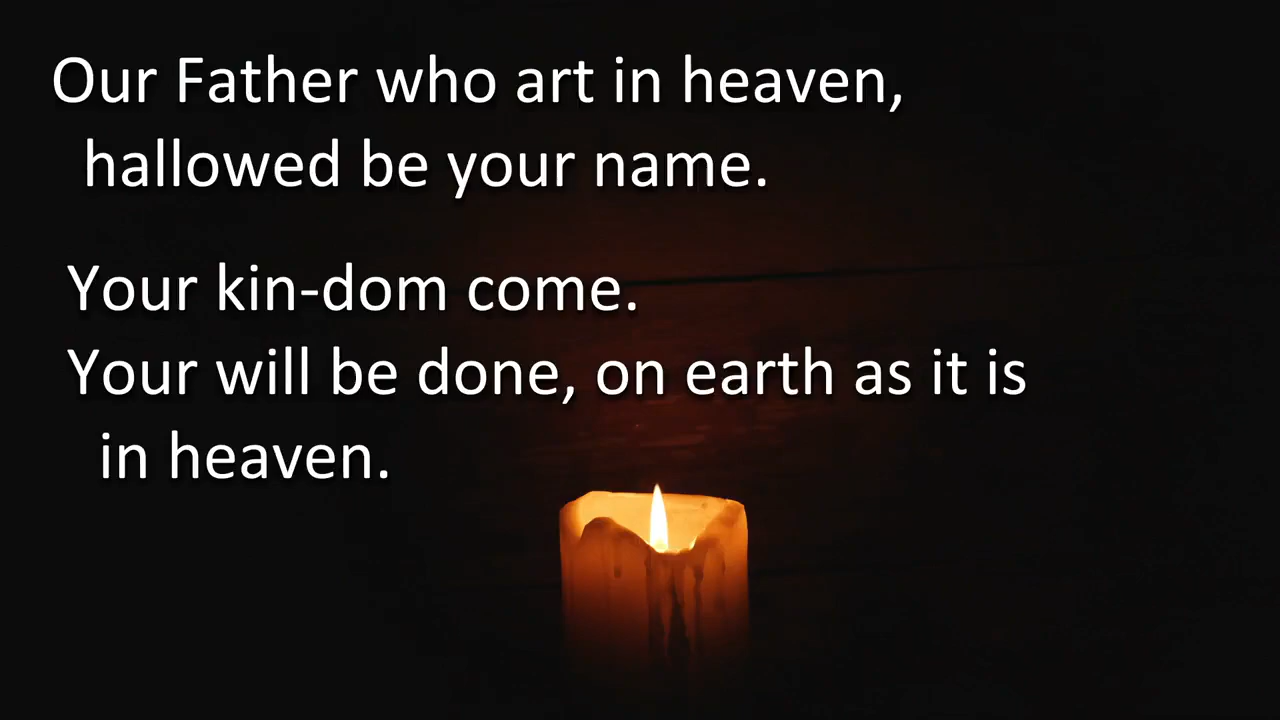 Our Father who art in heaven,
hallowed be your name.
Your kin-dom come.
Your will be done, on earth as it is
in heaven.